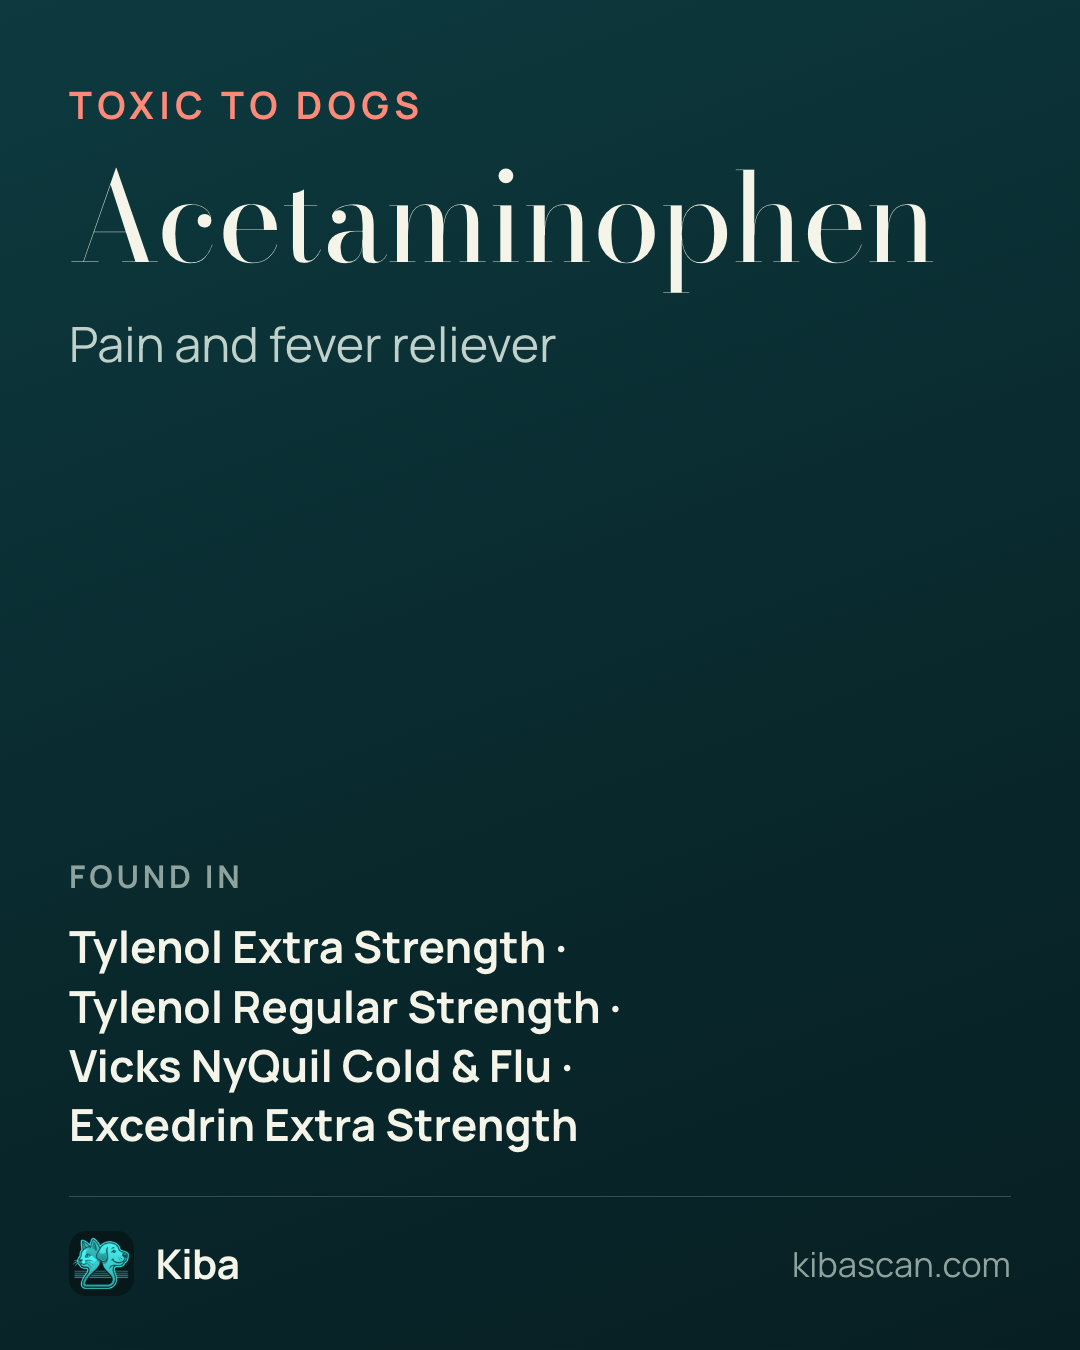 TOXIC TO DOGS
Acetaminophen
Pain and fever reliever
FOUND IN
Tylenol Extra Strength ·
Tylenol Regular Strength ·
Vicks NyQuil Cold & Flu ·
Excedrin Extra Strength
Kiba
kibascan.com